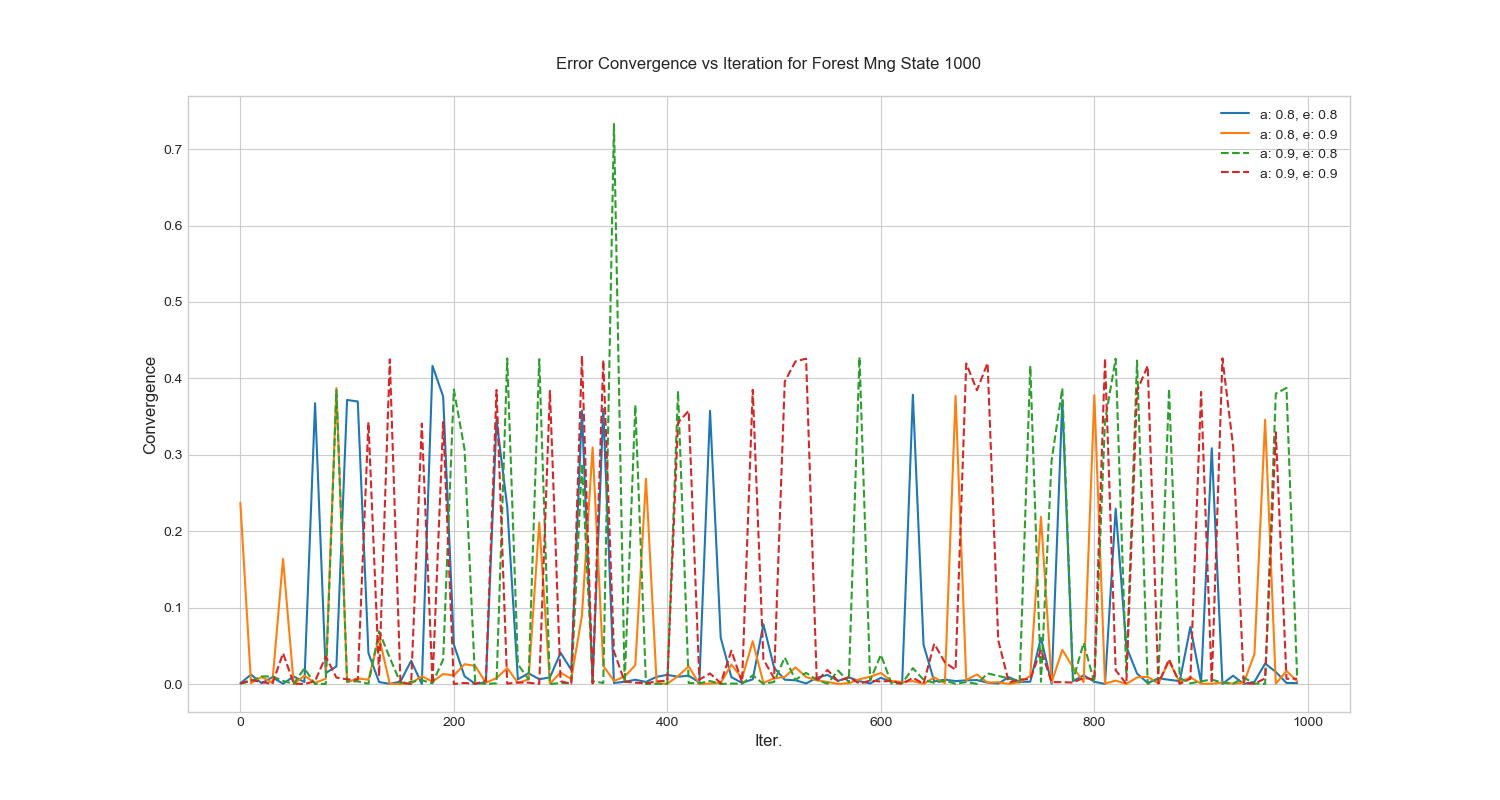 Error Convergence vs Iteration for Forest Mng State 1000
a: 0.8, e: 0.8
a: 0.8, e: 0.9
a: 0.9, e: 0.8
a: 0.9, e: 0.9
Convergence
0.7
0.6
0.5
0.4
0.3
0.2
0.1
0.0
0 200 400 600 800 1000
Iter.